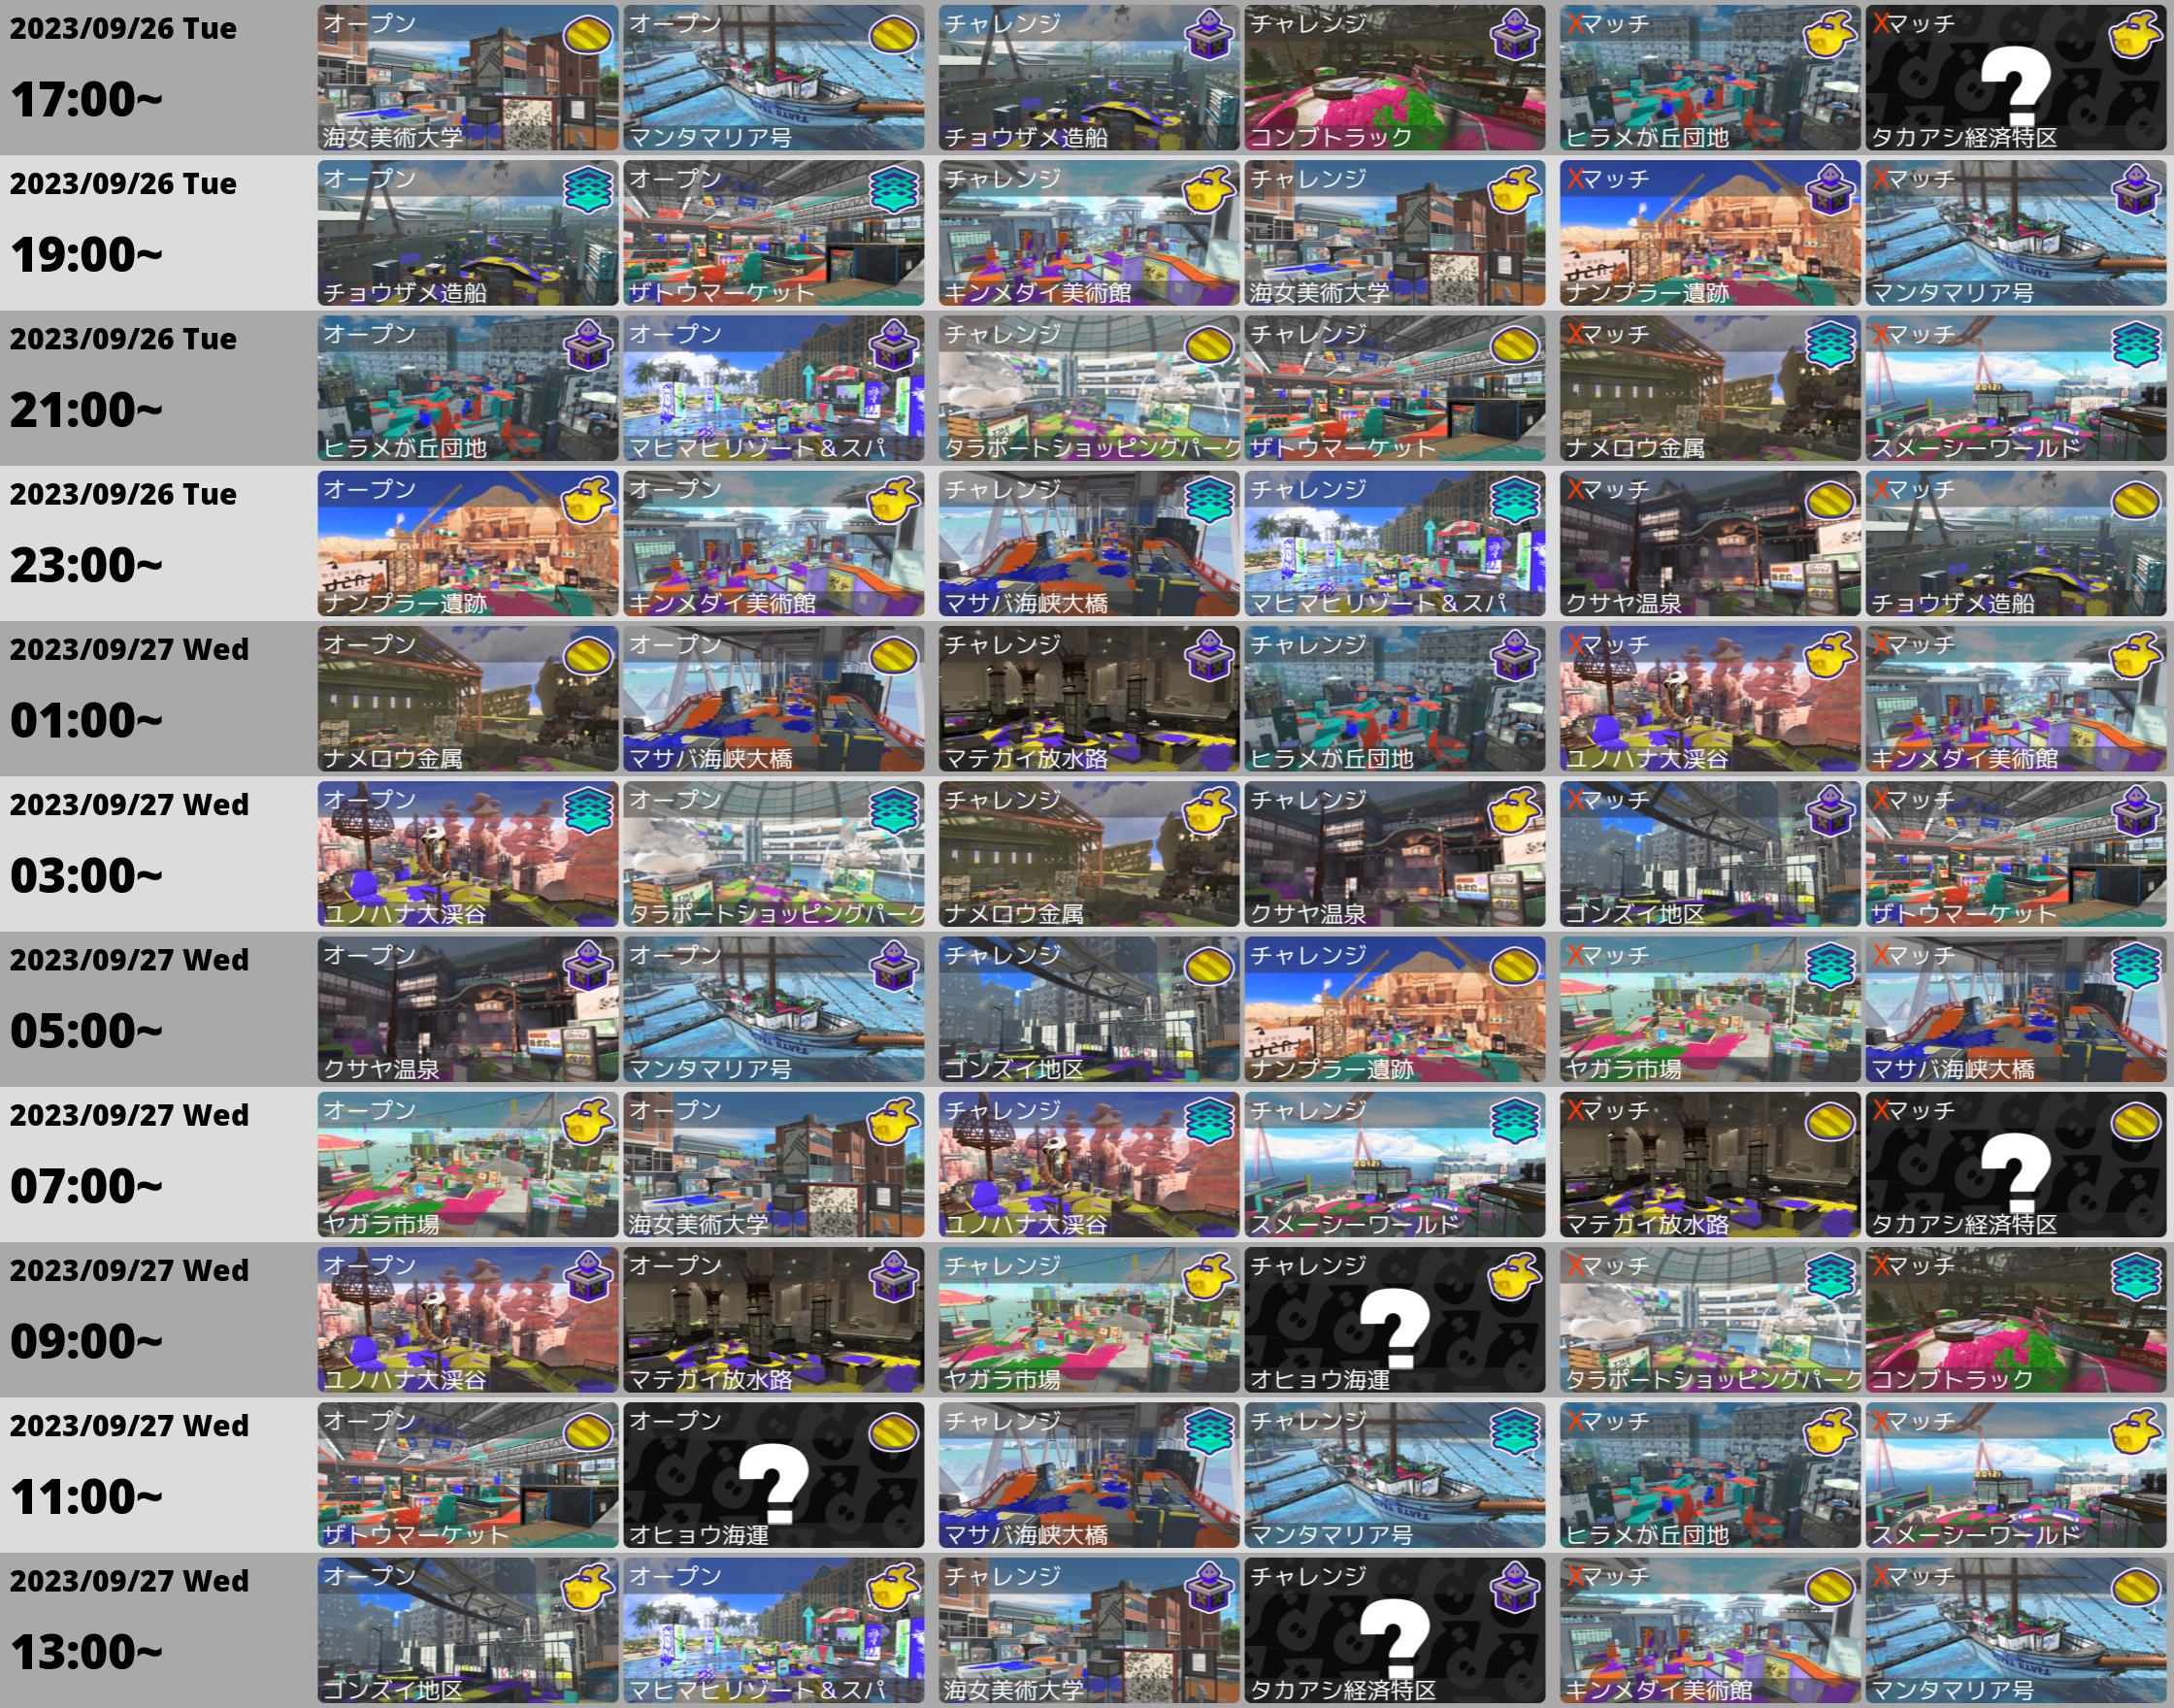 2023/09/26 Tue
17:00~
オープン オープン チャレンジ チャレンジ Xマッチ Xマッチ
海女美術大学 マンタマリア号 チョウザメ造船 コンブトラック ヒラメが丘団地 タカアシ経済特区
2023/09/26 Tue
19:00~
オープン オープン チャレンジ チャレンジ Xマッチ Xマッチ
チョウザメ造船 ザトウマーケット キンメダイ美術館 海女美術大学 ナンプラー遺跡 マンタマリア号
2023/09/26 Tue
21:00~
オープン オープン チャレンジ チャレンジ Xマッチ Xマッチ
ヒラメが丘団地 マヒマヒリゾート＆スパ タラポートショッピングパーク ザトウマーケット ナメロウ金属 スメーシーワールド
2023/09/26 Tue
23:00~
オープン オープン チャレンジ チャレンジ Xマッチ Xマッチ
ナンプラー遺跡 キンメダイ美術館 マサバ海峡大橋 マヒマヒリゾート＆スパ クサヤ温泉 チョウザメ造船
2023/09/27 Wed
01:00~
オープン オープン チャレンジ チャレンジ Xマッチ Xマッチ
ナメロウ金属 マサバ海峡大橋 マテガイ放水路 ヒラメが丘団地 ユノハナ大渓谷 キンメダイ美術館
2023/09/27 Wed
03:00~
オープン オープン チャレンジ チャレンジ Xマッチ Xマッチ
ユノハナ大渓谷 タラポートショッピングパーク ナメロウ金属 クサヤ温泉 ゴンズイ地区 ザトウマーケット
2023/09/27 Wed
05:00~
オープン オープン チャレンジ チャレンジ Xマッチ Xマッチ
クサヤ温泉 マンタマリア号 ゴンズイ地区 ナンプラー遺跡 ヤガラ市場 マサバ海峡大橋
2023/09/27 Wed
07:00~
オープン オープン チャレンジ チャレンジ Xマッチ Xマッチ
ヤガラ市場 海女美術大学 ユノハナ大渓谷 スメーシーワールド マテガイ放水路 タカアシ経済特区
2023/09/27 Wed
09:00~
オープン オープン チャレンジ チャレンジ Xマッチ Xマッチ
ユノハナ大渓谷 マテガイ放水路 ヤガラ市場 オヒョウ海運 タラポートショッピングパーク コンブトラック
2023/09/27 Wed
11:00~
オープン オープン チャレンジ チャレンジ Xマッチ Xマッチ
ザトウマーケット オヒョウ海運 マサバ海峡大橋 マンタマリア号 ヒラメが丘団地 スメーシーワールド
2023/09/27 Wed
13:00~
オープン オープン チャレンジ チャレンジ Xマッチ Xマッチ
ゴンズイ地区 マヒマヒリゾート＆スパ 海女美術大学 タカアシ経済特区 キンメダイ美術館 マンタマリア号